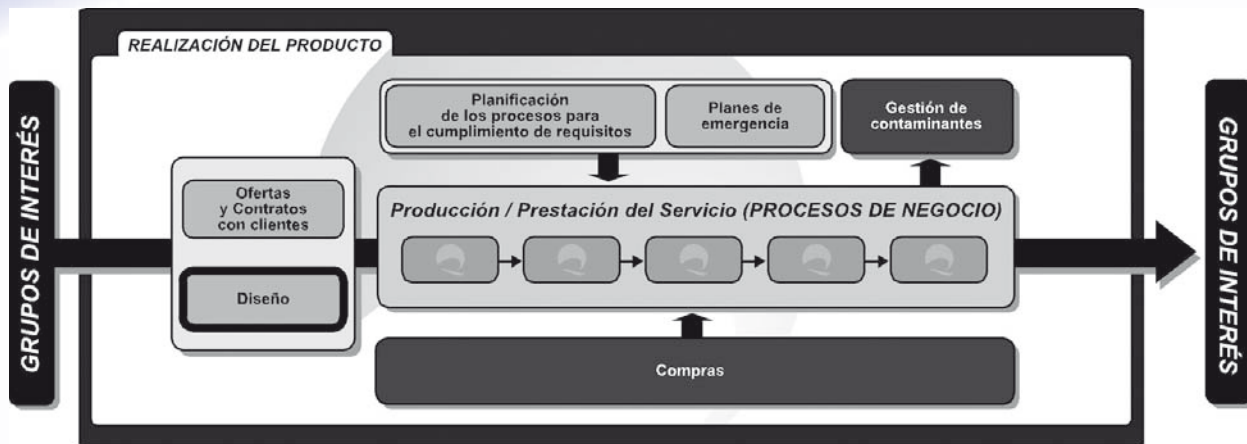 REALIZACIÓN DEL PRODUCTO
GRUPOS DE INTERÉS
Planificación
de los procesos para
el cumplimiento de requisitos
Planes de
emergencia
Gestión de
contaminantes
Ofertas
y Contratos
con clientes
Diseño
Producción / Prestación del Servicio (PROCESOS DE NEGOCIO)
Compras
GRUPOS DE INTERÉS